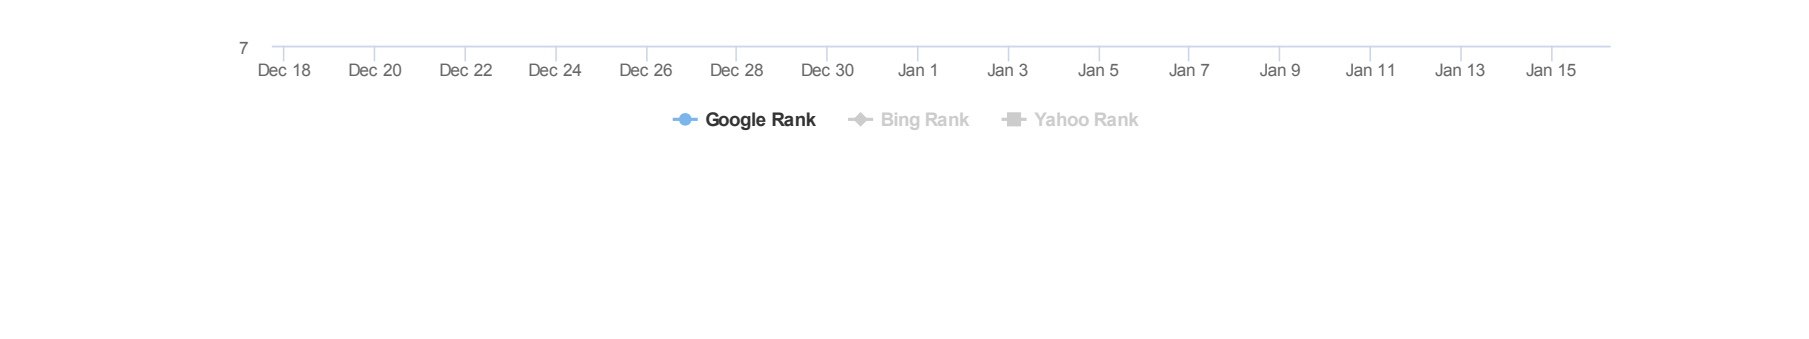 7
Dec 18 Dec 20 Dec 22 Dec 24 Dec 26 Dec 28 Dec 30 Jan 1 Jan 3 Jan 5 Jan 7 Jan 9 Jan 11 Jan 13 Jan 15
Google Rank Bing Rank Yahoo Rank